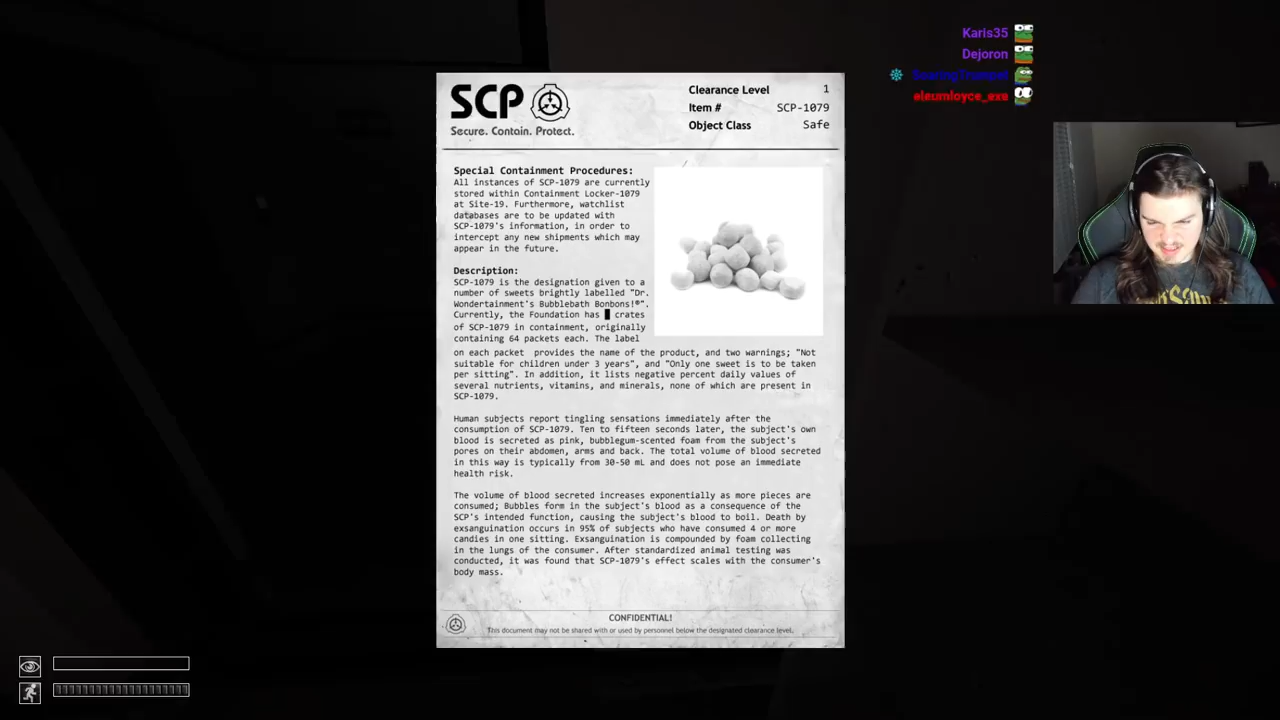 Karis35
Dejoron
SoaringTrumpet
eleumloyce_exe
SCP
Secure. Contain. Protect.
Clearance Level 1
Item # SCP-1079
Object Class Safe
Special Containment Procedures:
All instances of SCP-1079 are currently
stored within Containment Locker-1079
at Site-19. Furthermore, watchlist
databases are to be updated with
SCP-1079's information, in order to
intercept any new shipments which may
appear in the future.
Description:
SCP-1079 is the designation given to a
number of sweets brightly labelled "Dr.
Wondertainment's Bubblebath Bonbons!®".
Currently, the Foundation has █ crates
of SCP-1079 in containment, originally
containing 64 packets each. The label
on each packet provides the name of the product, and two warnings; "Not
suitable for children under 3 years", and "Only one sweet is to be taken
per sitting". In addition, it lists negative percent daily values of
several nutrients, vitamins, and minerals, none of which are present in
SCP-1079.
Human subjects report tingling sensations immediately after the
consumption of SCP-1079. Ten to fifteen seconds later, the subject's own
blood is secreted as pink, bubblegum-scented foam from the subject's
pores on their abdomen, arms and back. The total volume of blood secreted
in this way is typically from 30-50 mL and does not pose an immediate
health risk.
The volume of blood secreted increases exponentially as more pieces are
consumed; Bubbles form in the subject's blood as a consequence of the
SCP's intended function, causing the subject's blood to boil. Death by
exsanguination occurs in 95% of subjects who have consumed 4 or more
candies in one sitting. Exsanguination is compounded by foam collecting
in the lungs of the consumer. After standardized animal testing was
conducted, it was found that SCP-1079's effect scales with the consumer's
body mass.
CONFIDENTIAL!
This document may not be shared with or used by personnel below the designated clearance level.